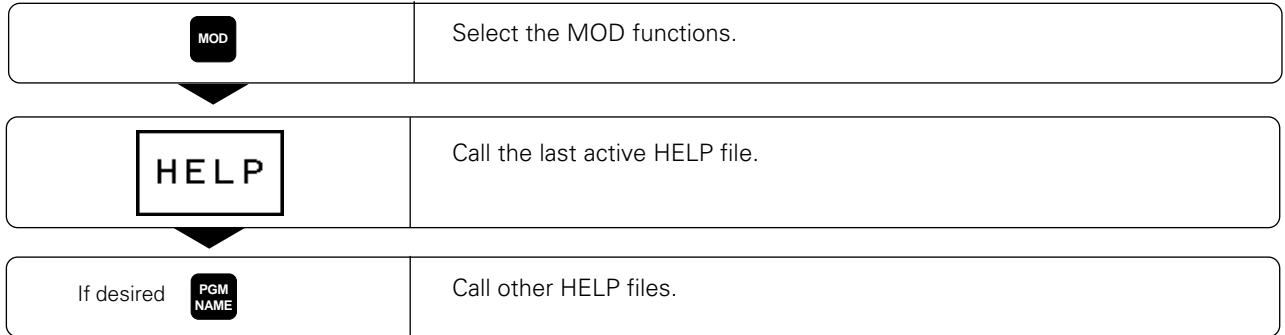 MOD
Select the MOD functions.
HELP
Call the last active HELP file.
If desired
PGM
NAME
Call other HELP files.